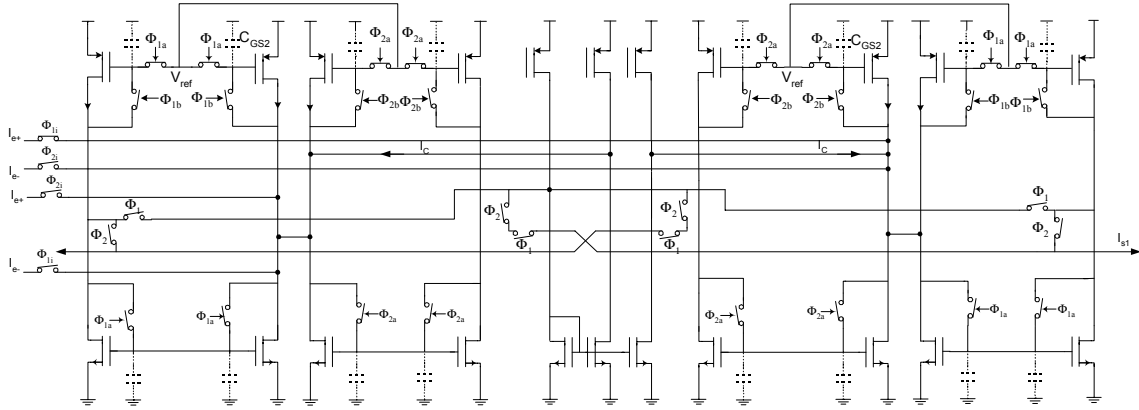 Φ1a Φ1a CGS2 Φ2a Φ2a Φ2a Φ2a CGS2 Φ1a Φ1a
Vref Vref
Φ1b Φ1b Φ2b Φ2b Φ2b Φ2b Φ1b Φ1b
Ie+ Φ1i
IC IC
Ie- Φ2i
Ie+ Φ2i
Φ1 Φ2 Φ2 Φ1
Φ2 Φ1 Φ1 Φ2
Is1
Ie- Φ1i
Φ1a Φ1a Φ2a Φ2a Φ2a Φ2a Φ1a Φ1a